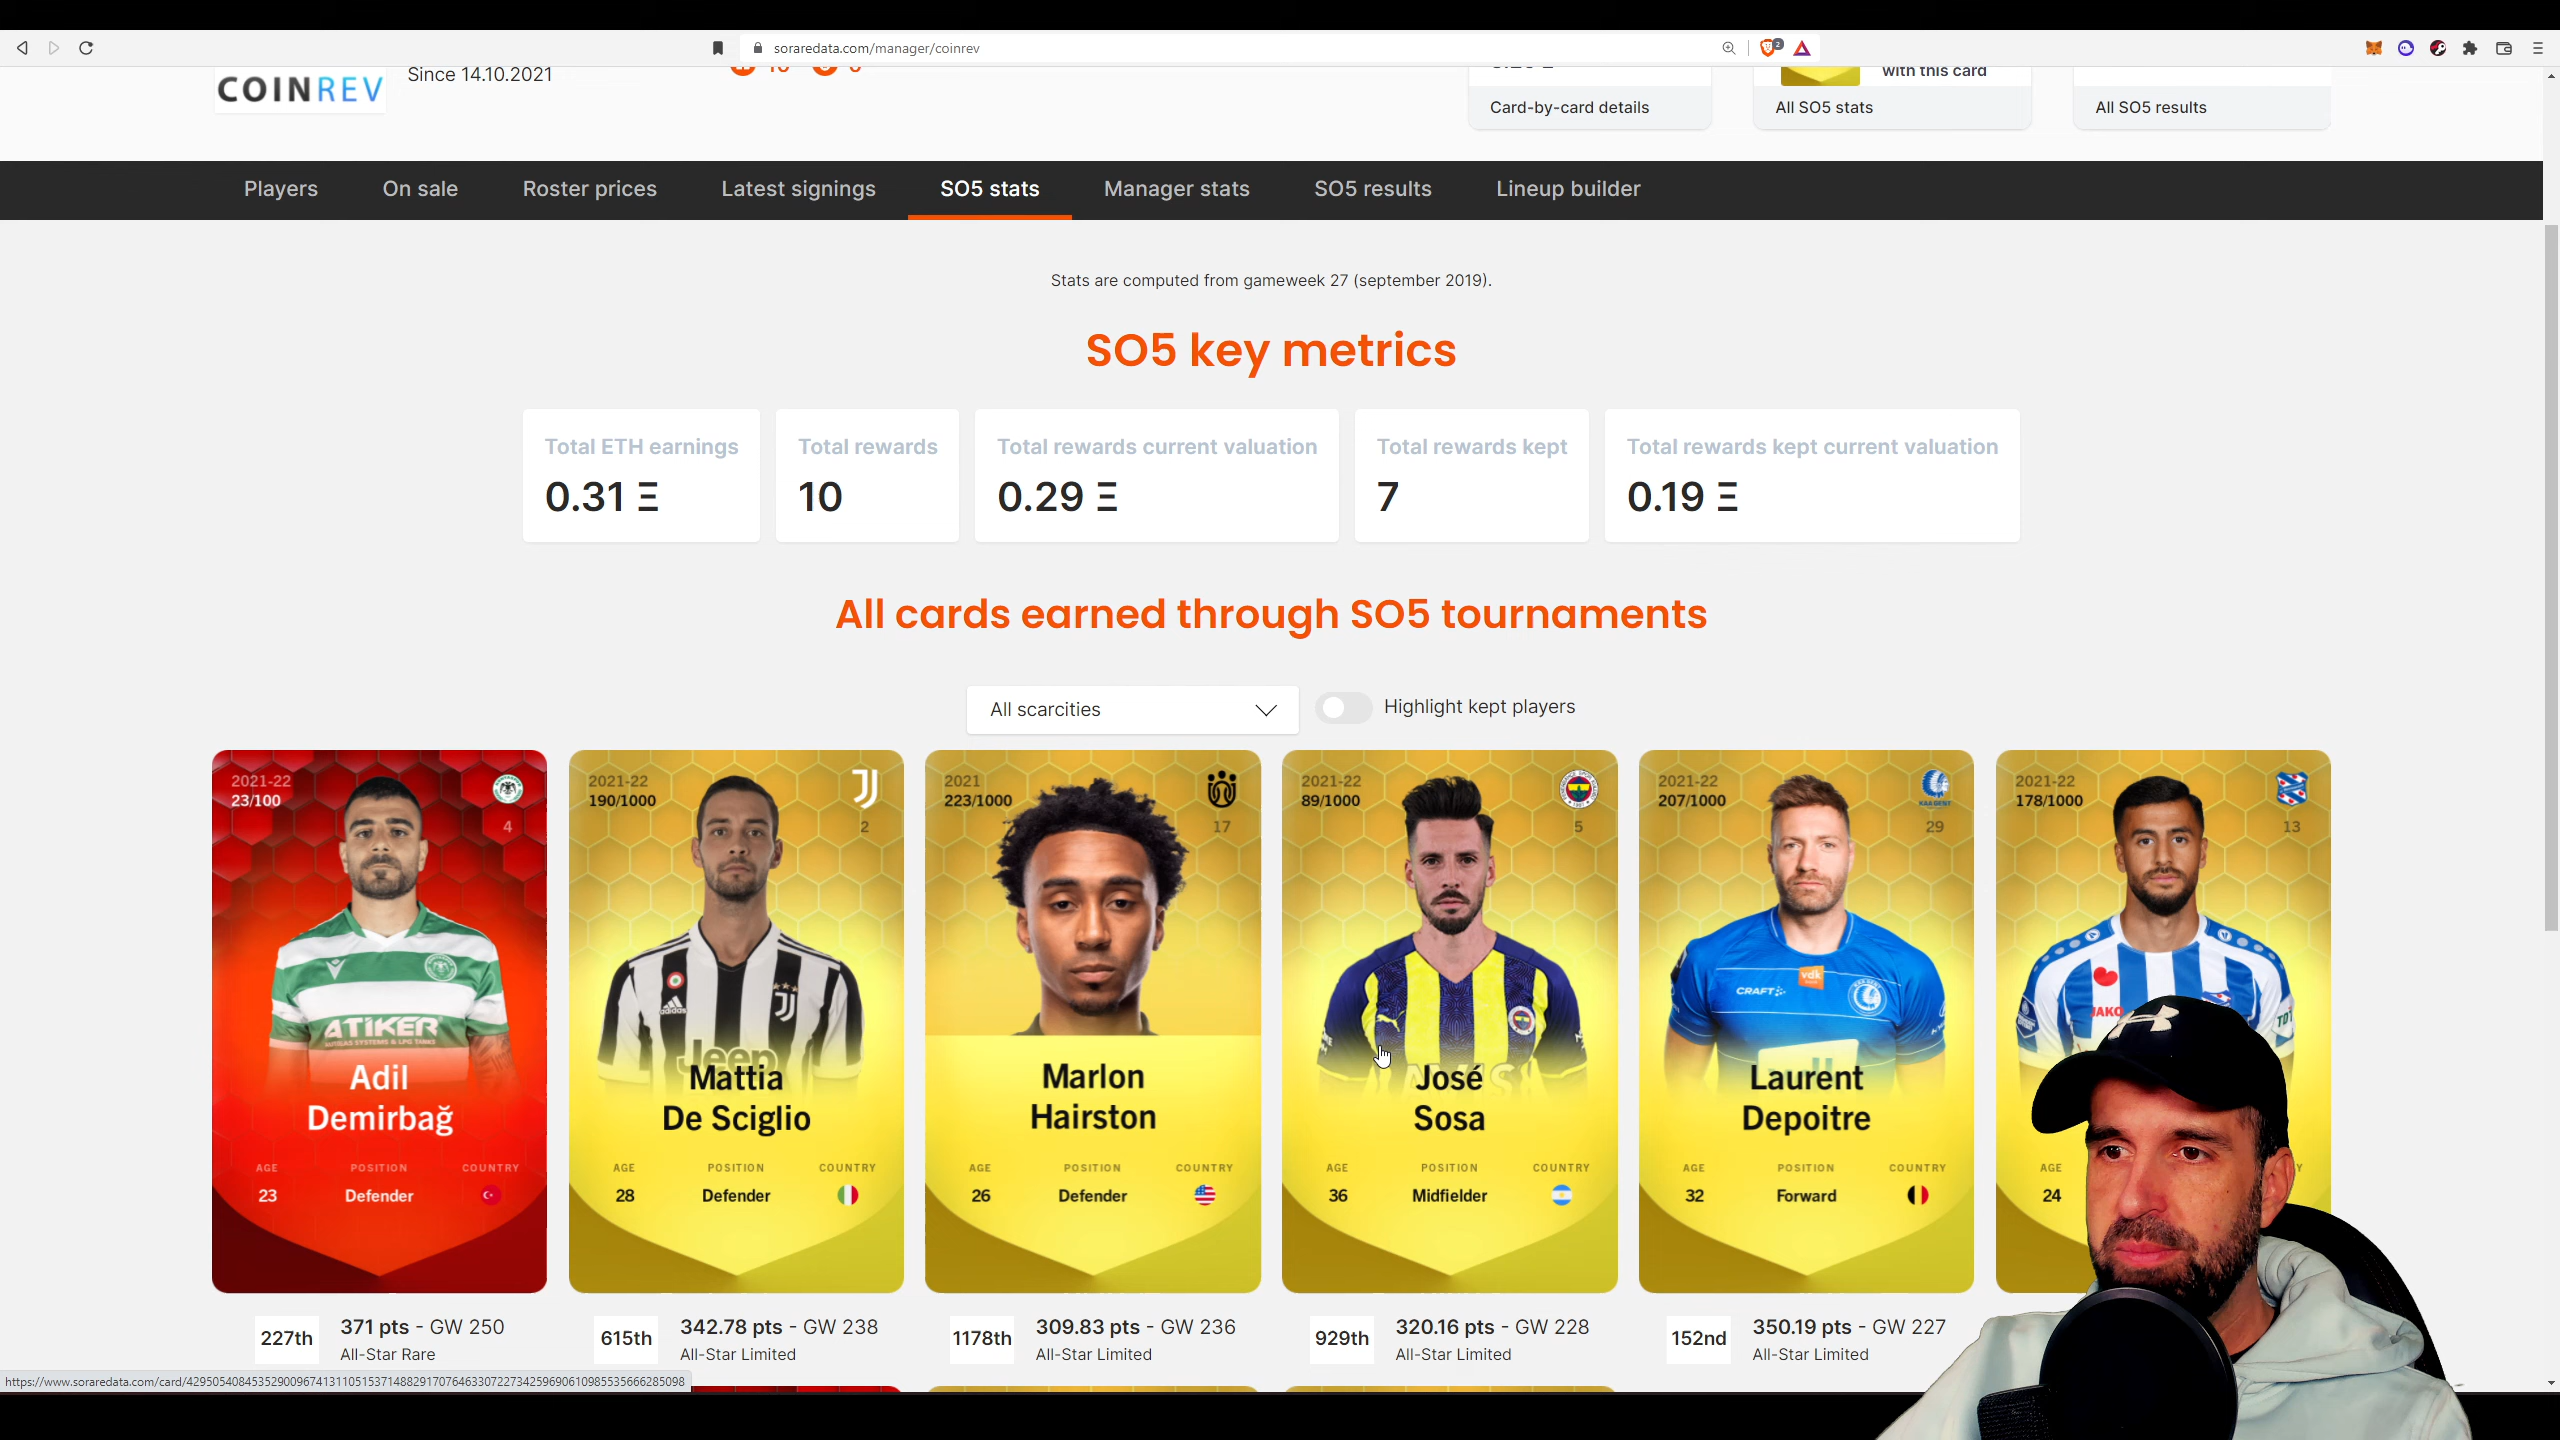 soraredata.com/manager/coinrev
2
COINREV
Since 14.10.2021
with this card
Card-by-card details
All SO5 stats
All SO5 results
Players
On sale
Roster prices
Latest signings
SO5 stats
Manager stats
SO5 results
Lineup builder
Stats are computed from gameweek 27 (september 2019).
SO5 key metrics
Total ETH earnings
0.31 Ξ
Total rewards
10
Total rewards current valuation
0.29 Ξ
Total rewards kept
7
Total rewards kept current valuation
0.19 Ξ
All cards earned through SO5 tournaments
All scarcities
Highlight kept players
2021-22
23/100
4
ATİKER
Adil
Demirbağ
AGE POSITION COUNTRY
23 Defender
227th
371 pts - GW 250
All-Star Rare
2021-22
190/1000
2
adidas
Jeep
Mattia
De Sciglio
AGE POSITION COUNTRY
28 Defender
615th
342.78 pts - GW 238
All-Star Limited
2021
223/1000
17
Marlon
Hairston
AGE POSITION COUNTRY
26 Defender
1178th
309.83 pts - GW 236
All-Star Limited
2021-22
89/1000
5
José
Sosa
AGE POSITION COUNTRY
36 Midfielder
929th
320.16 pts - GW 228
All-Star Limited
2021-22
207/1000
KAA GENT
29
vdk
CRAFT
Laurent
Depoitre
AGE POSITION COUNTRY
32 Forward
152nd
350.19 pts - GW 227
All-Star Limited
2021-22
178/1000
13
JAKO
AGE
24
https://www.soraredata.com/card/42950540845352900967413110515371488291707646330722734259690610985535666285098